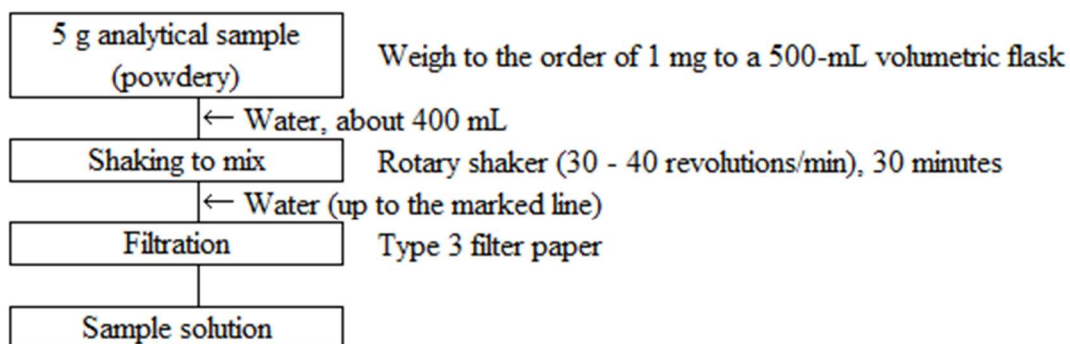 5 g analytical sample
(powdery)
Weigh to the order of 1 mg to a 500-mL volumetric flask
← Water, about 400 mL
Shaking to mix
Rotary shaker (30 - 40 revolutions/min), 30 minutes
← Water (up to the marked line)
Filtration
Type 3 filter paper
Sample solution